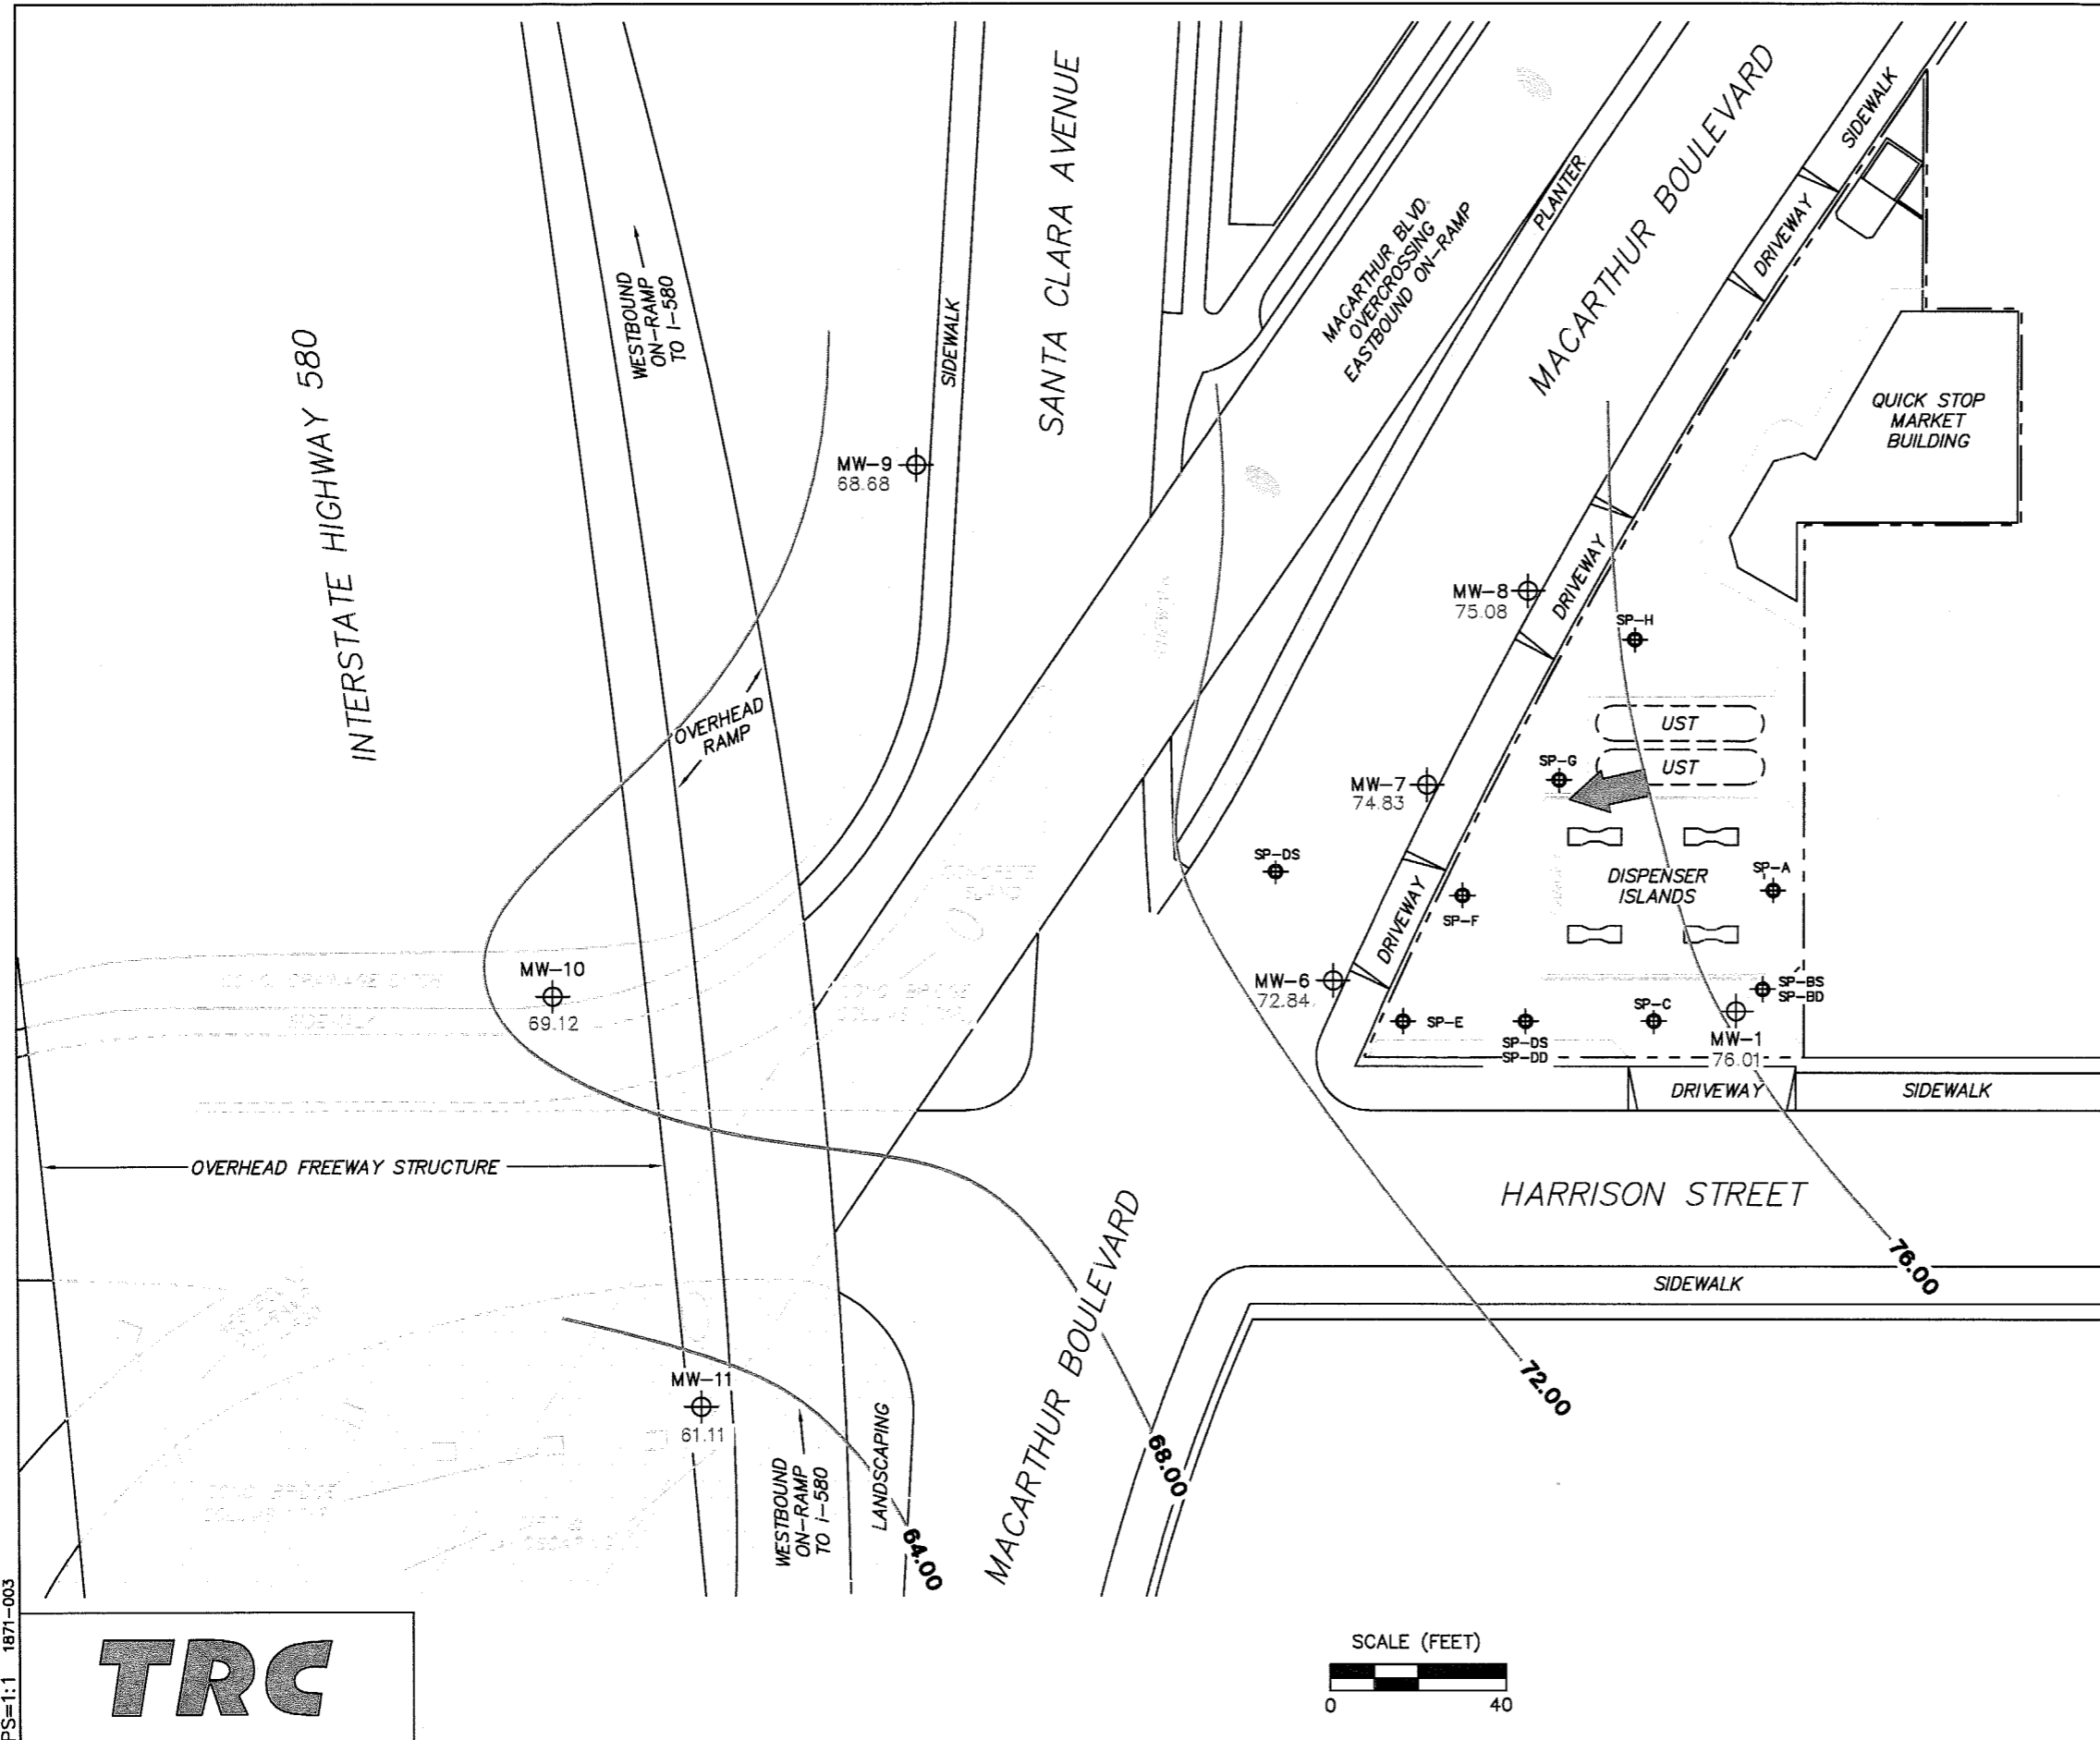 INTERSTATE HIGHWAY 580
WESTBOUND
ON-RAMP
TO I-580
SIDEWALK
SANTA CLARA AVENUE
MACARTHUR BLVD.
OVERCROSSING
EASTBOUND ON-RAMP
PLANTER
MACARTHUR BOULEVARD
SIDEWALK
DRIVEWAY
QUICK STOP
MARKET
BUILDING
MW-9
68.68
MW-8
75.08
DRIVEWAY
SP-H
OVERHEAD
RAMP
UST
UST
SP-G
MW-7
74.83
SP-DS
DRIVEWAY
SP-F
DISPENSER
ISLANDS
SP-A
MW-10
69.12
MW-6
72.84
SP-E
SP-DS
SP-DD
SP-C
SP-BS
SP-BD
MW-1
76.01
DRIVEWAY
SIDEWALK
OVERHEAD FREEWAY STRUCTURE
HARRISON STREET
76.00
SIDEWALK
72.00
68.00
64.00
MACARTHUR BOULEVARD
MW-11
61.11
WESTBOUND
ON-RAMP
TO I-580
LANDSCAPING
PS=1:1 1871-003
TRC
SCALE (FEET)
0 40